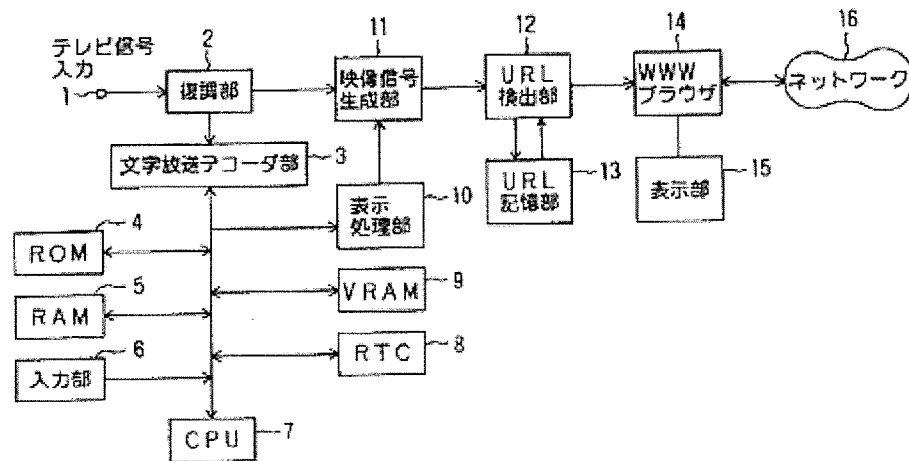 テレビ信号
入力
1
2
復調部
11
映像信号
生成部
12
URL
検出部
14
WWW
ブラウザ
16
ネットワーク
文字放送デコーダ部
3
表示
処理部
10
URL
記憶部
13
表示部
15
4
ROM
5
RAM
6
入力部
VRAM
9
RTC
8
CPU
7